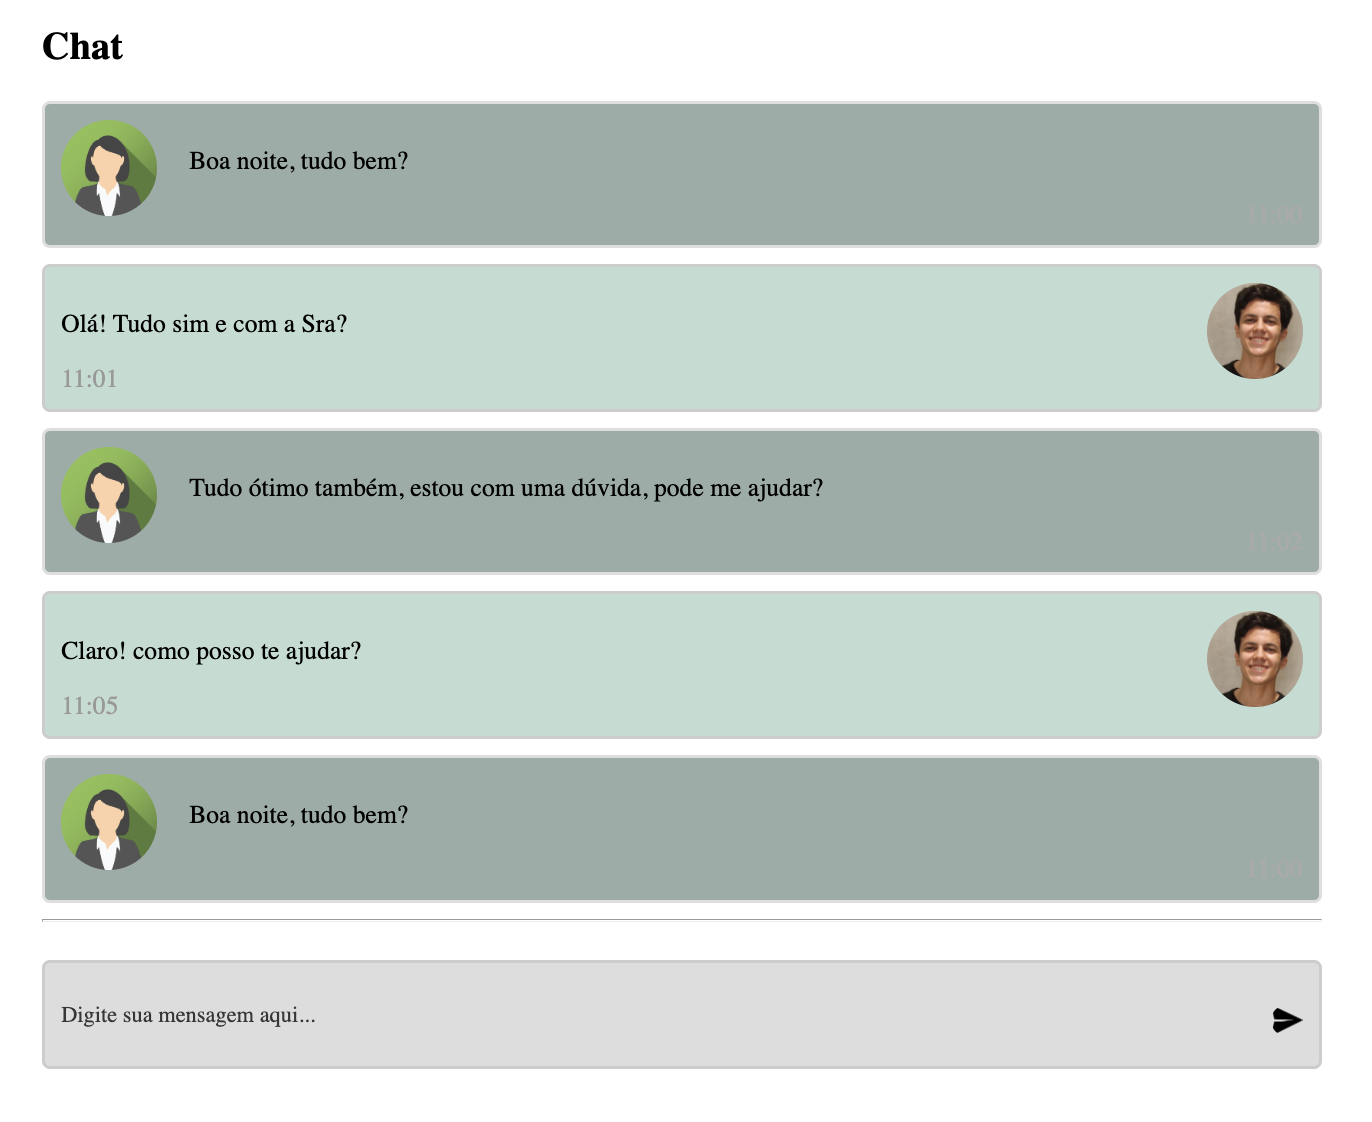 Chat
Boa noite, tudo bem?
11:00
Olá! Tudo sim e com a Sra?
11:01
Tudo ótimo também, estou com uma dúvida, pode me ajudar?
11:02
Claro! como posso te ajudar?
11:05
Boa noite, tudo bem?
11:00
Digite sua mensagem aqui...